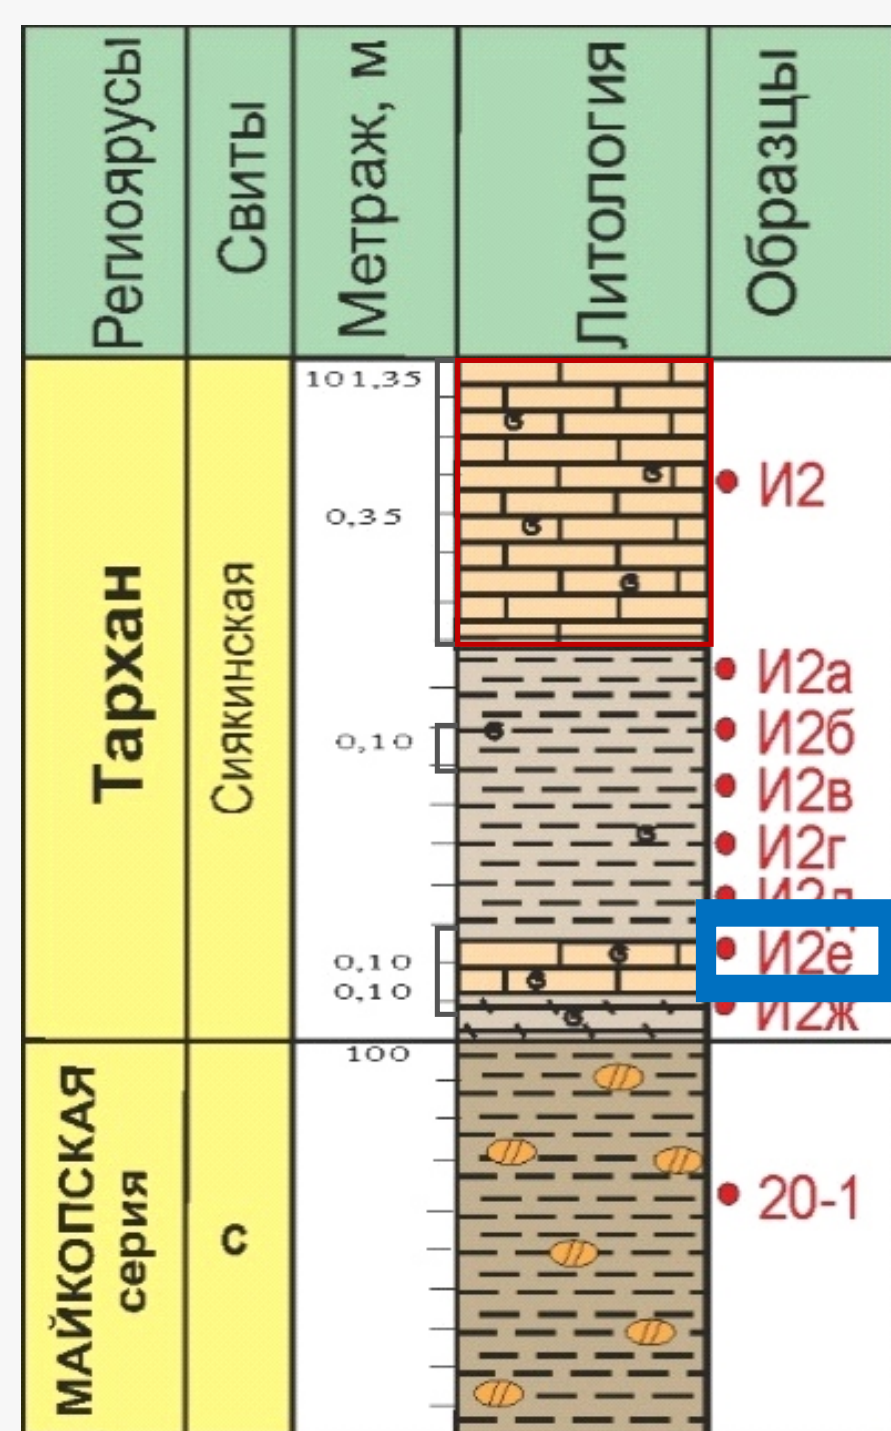 Региоярусы
Свиты
Метраж, м
Литология
Образцы
Тархан
Сиякинская
101,35
0,35
0,10
0,10
0,10
И2
И2а
И2б
И2в
И2г
И2е
И2ж
МАЙКОПСКАЯ
серия
с
100
20-1